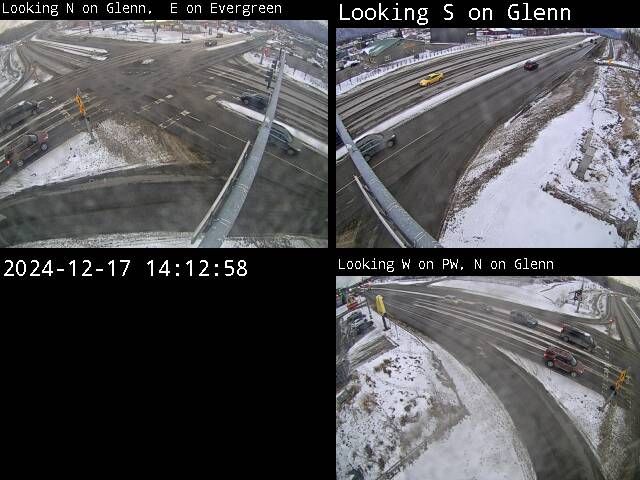 Looking N on Glenn,  E on Evergreen
Looking S on Glenn
2024-12-17 14:12:58
Looking W on PW, N on Glenn